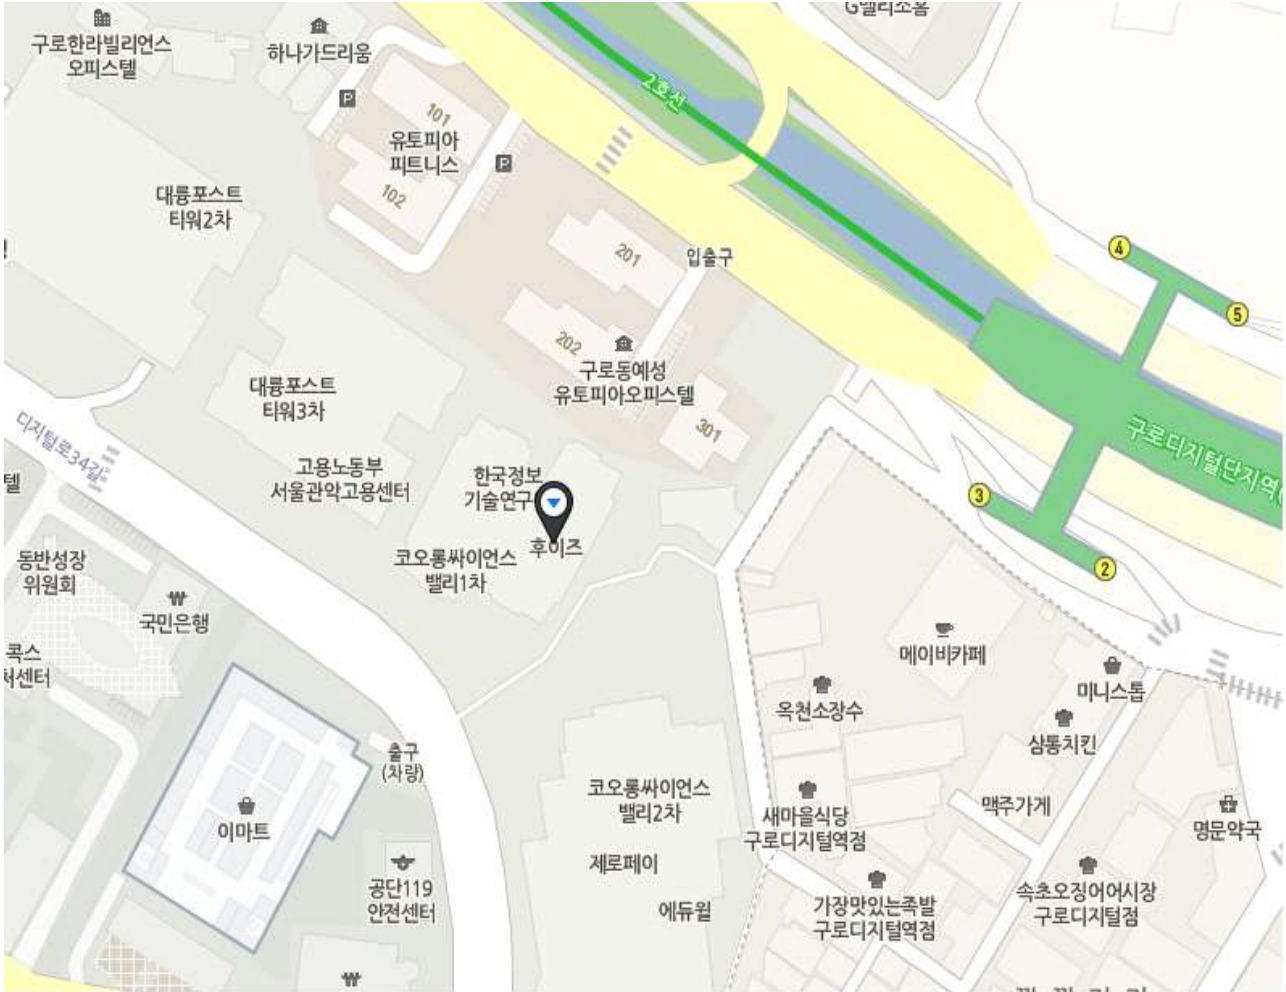 G밸리소홈
구로한라빌리언스
오피스텔
하나가드리움
P
101
유토피아
피트니스
P
102
2호선
대륭포스트
타워2차
201
입출구
202
구로동예성
유토피아오피스텔
301
4
5
구로디지털단지역
3
2
대륭포스트
타워3차
디지털로34길
고용노동부
서울관악고용센터
한국정보
기술연구
후이즈
코오롱싸이언스
밸리1차
텔
동반성장
위원회
국민은행
콕스
처센터
메이비카페
미니스톱
옥천소장수
삼통치킨
출구
(차량)
이마트
코오롱싸이언스
밸리2차
맥주가게
새마을식당
구로디지털역점
명문약국
제로페이
공단119
안전센터
에듀윌
가장맛있는족발
구로디지털역점
속초오징어어시장
구로디지털점